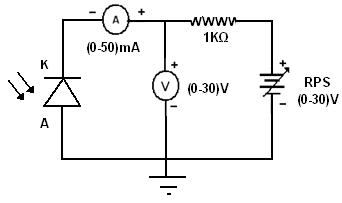 − A +
(0-50)mA
1KΩ
K
A
+
V
−
(0-30)V
+
−
RPS
(0-30)V